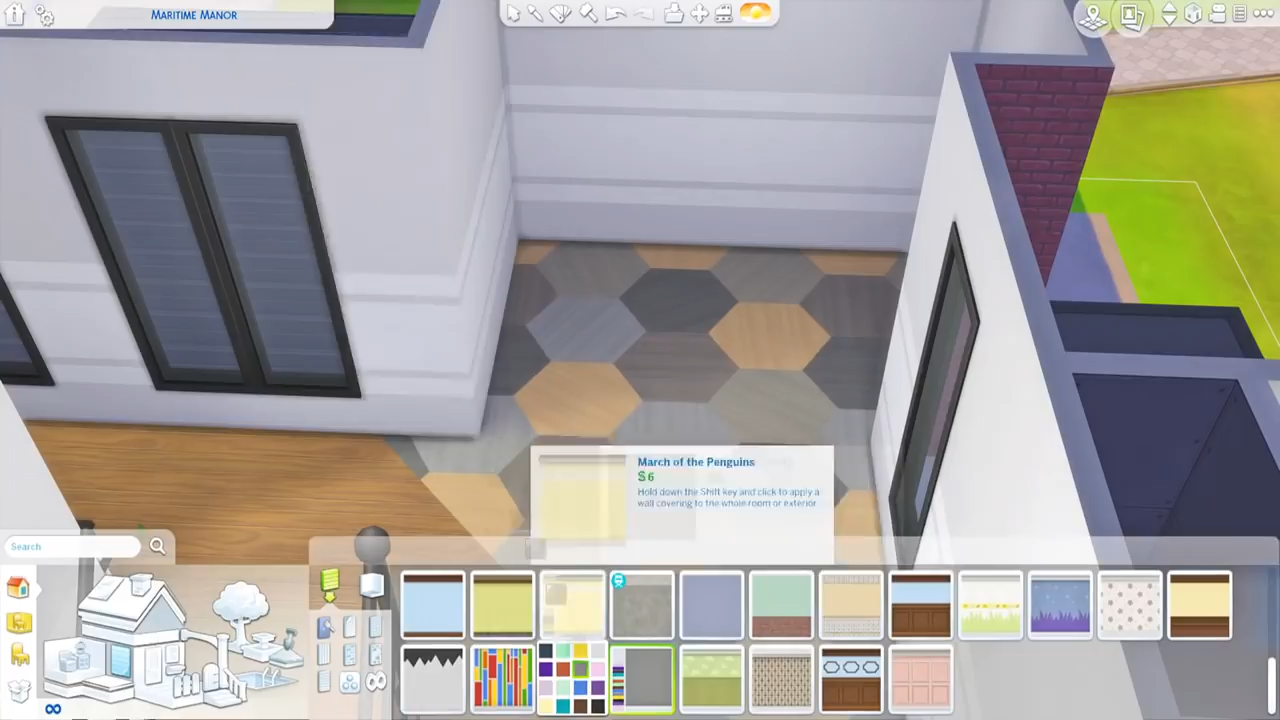 Maritime Manor
March of the Penguins
$6
Hold down the Shift key and click to apply a
wall covering to the whole room or exterior
Search